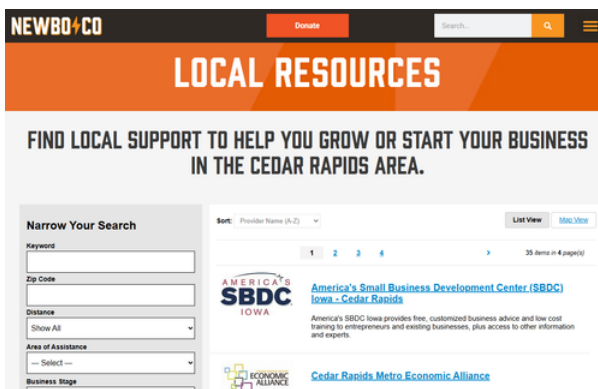 NEWBO CO
Donate
Search...
LOCAL RESOURCES
FIND LOCAL SUPPORT TO HELP YOU GROW OR START YOUR BUSINESS
IN THE CEDAR RAPIDS AREA.
Narrow Your Search
Keyword
Zip Code
Distance
Show All
Area of Assistance
— Select —
Business Stage
Sort: Provider Name (A-Z)
List View
Map View
1 2 3 4 >
35 items in 4 page(s)
AMERICA'S
SBDC
IOWA
America's Small Business Development Center (SBDC)
Iowa - Cedar Rapids
America's SBDC Iowa provides free, customized business advice and low cost
training to entrepreneurs and existing businesses, plus access to other information
and experts.
ECONOMIC
ALLIANCE
Cedar Rapids Metro Economic Alliance